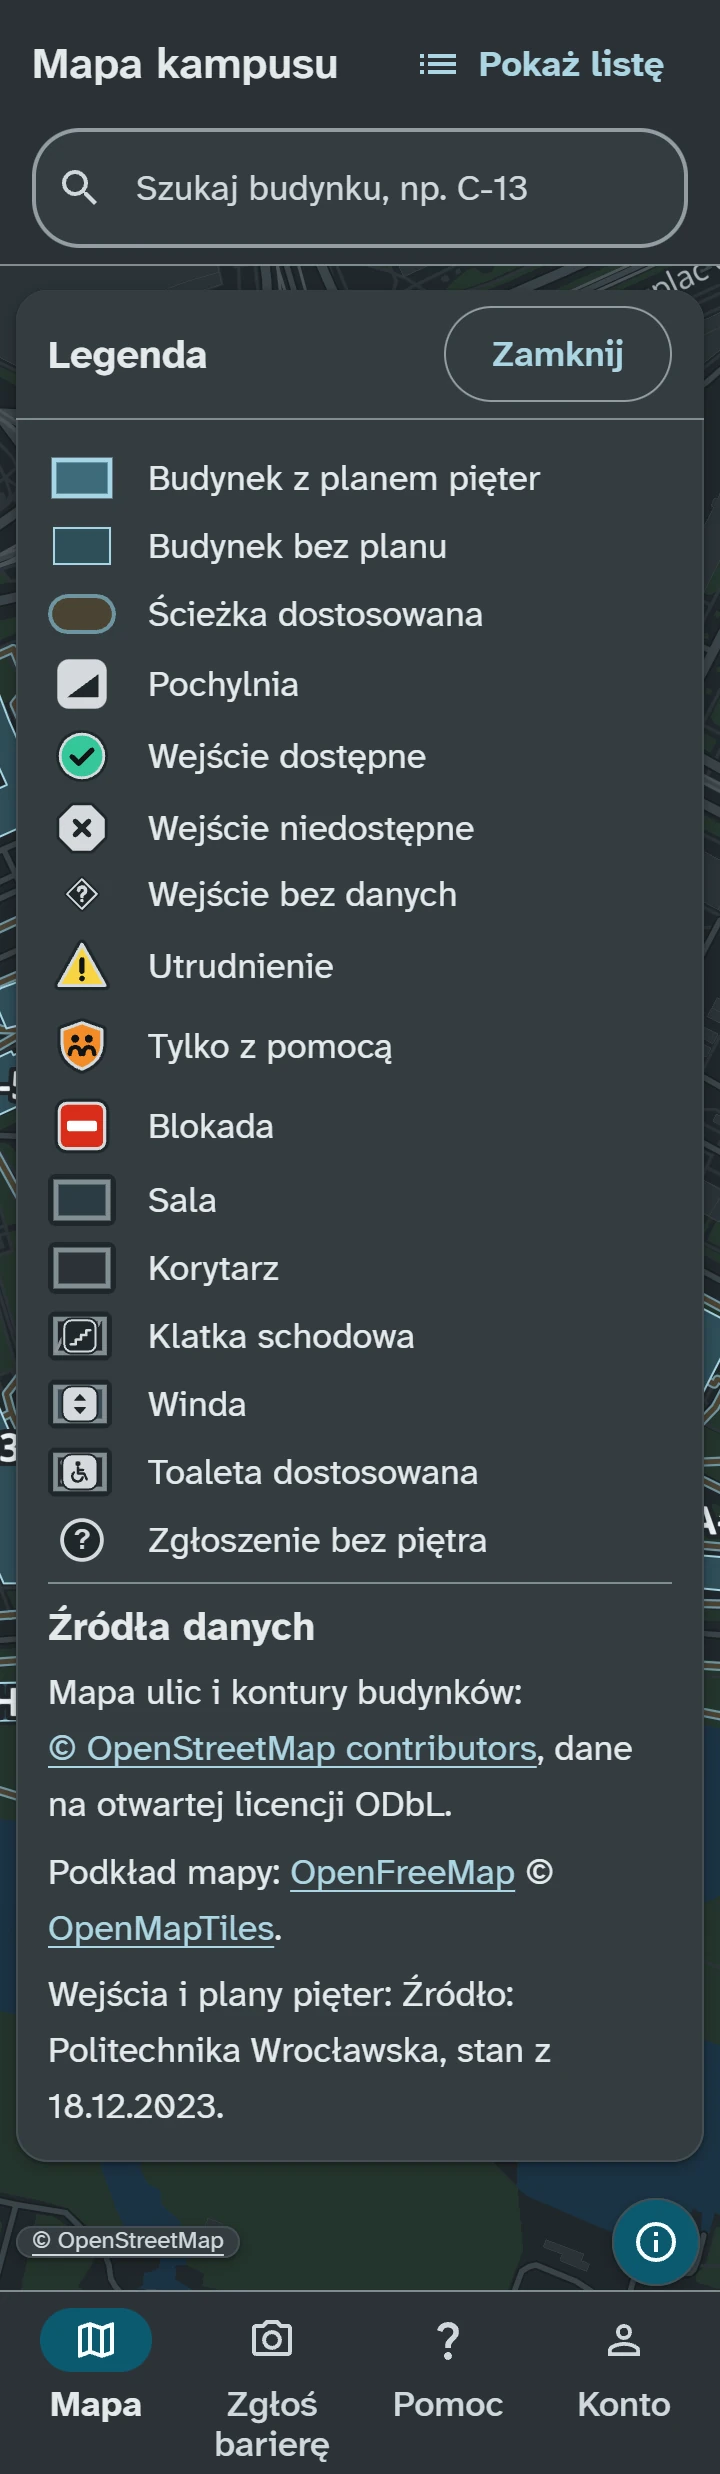 Mapa kampusu
Pokaż listę
Szukaj budynku, np. C-13
plac
Legenda
Zamknij
Budynek z planem pięter
Budynek bez planu
Ścieżka dostosowana
Pochylnia
Wejście dostępne
Wejście niedostępne
Wejście bez danych
Utrudnienie
Tylko z pomocą
Blokada
Sala
Korytarz
Klatka schodowa
Winda
Toaleta dostosowana
Zgłoszenie bez piętra
Źródła danych
Mapa ulic i kontury budynków:
© OpenStreetMap contributors, dane
na otwartej licencji ODbL.
Podkład mapy: OpenFreeMap ©
OpenMapTiles.
Wejścia i plany pięter: Źródło:
Politechnika Wrocławska, stan z
18.12.2023.
© OpenStreetMap
Mapa
Zgłoś
barierę
Pomoc
Konto